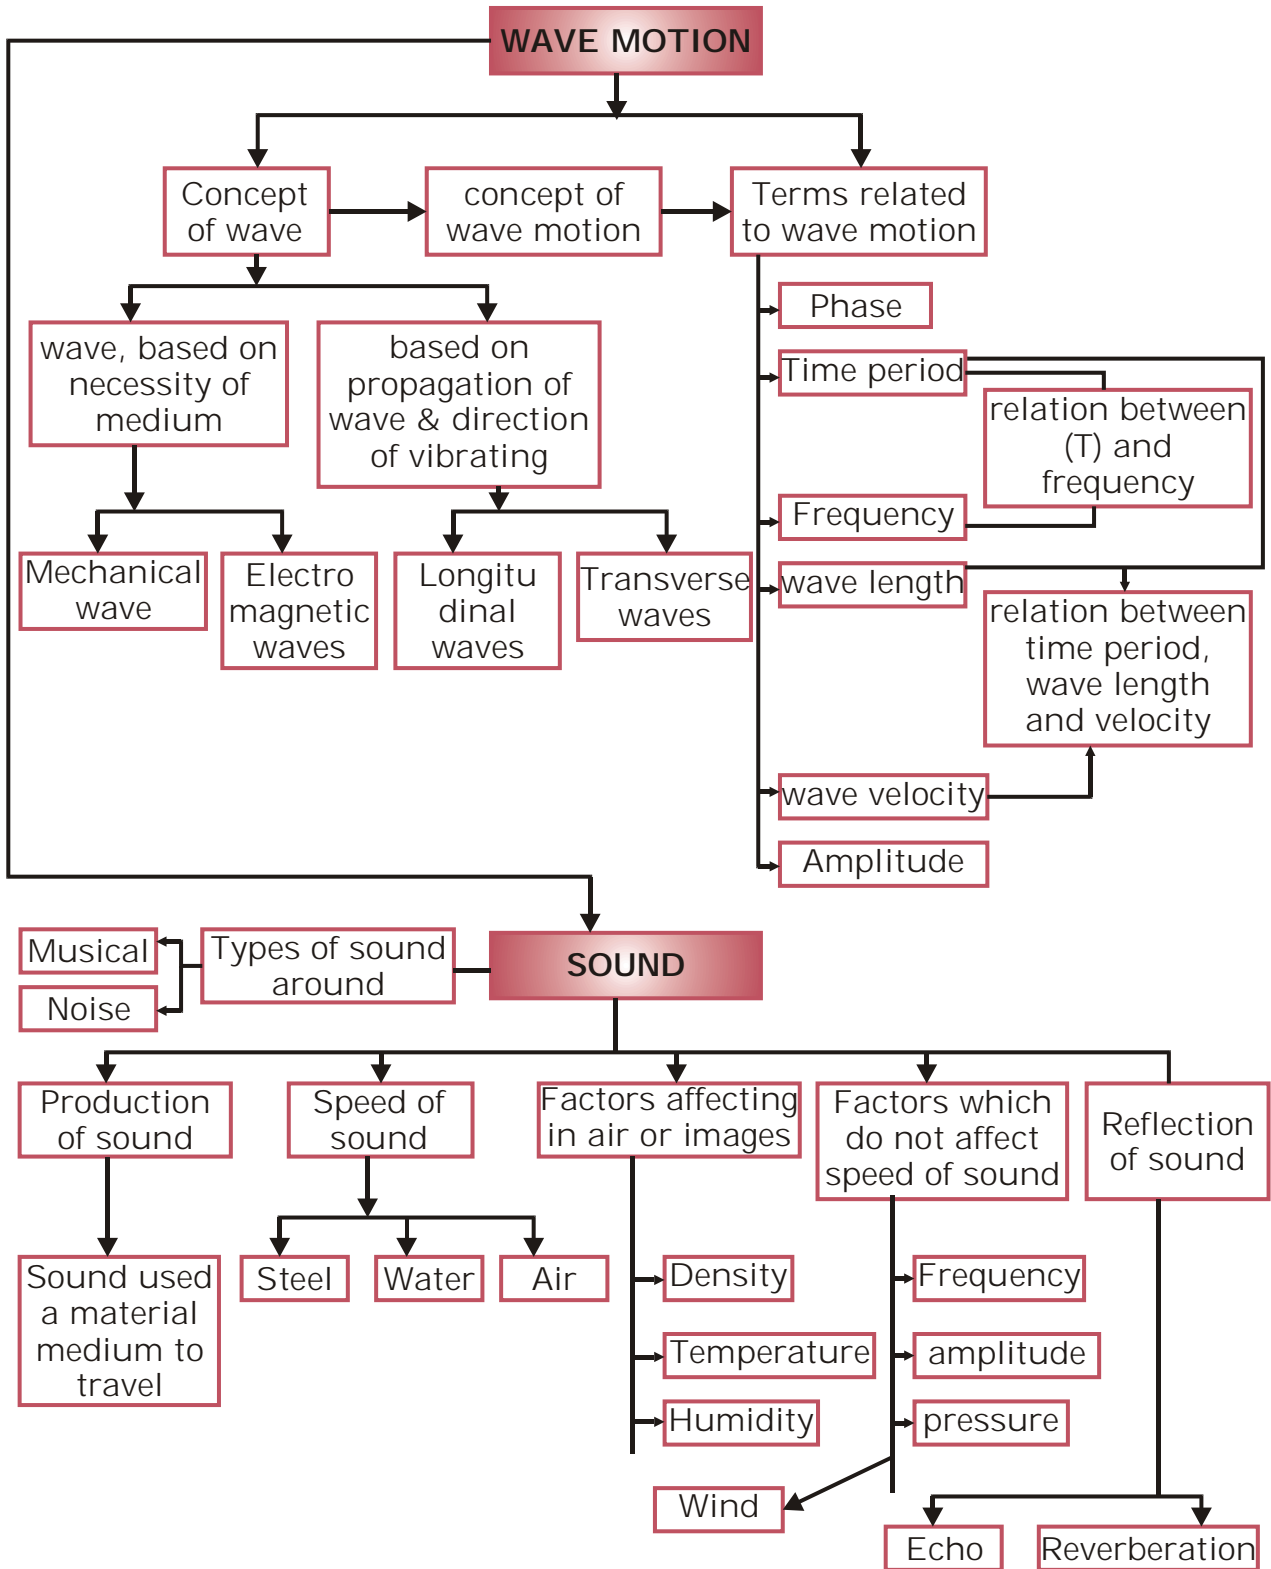 WAVE MOTION
Concept
of wave
concept of
wave motion
Terms related
to wave motion
Phase
wave, based on
necessity of
medium
based on
propagation of
wave & direction
of vibrating
Time period
relation between
(T) and
frequency
Frequency
Mechanical
wave
Electro
magnetic
waves
Longitu
dinal
waves
Transverse
waves
wave length
relation between
time period,
wave length
and velocity
wave velocity
Amplitude
Musical
Noise
Types of sound
around
SOUND
Production
of sound
Speed of
sound
Factors affecting
in air or images
Factors which
do not affect
speed of sound
Reflection
of sound
Sound used
a material
medium to
travel
Steel
Water
Air
Density
Temperature
Humidity
Frequency
amplitude
pressure
Wind
Echo
Reverberation